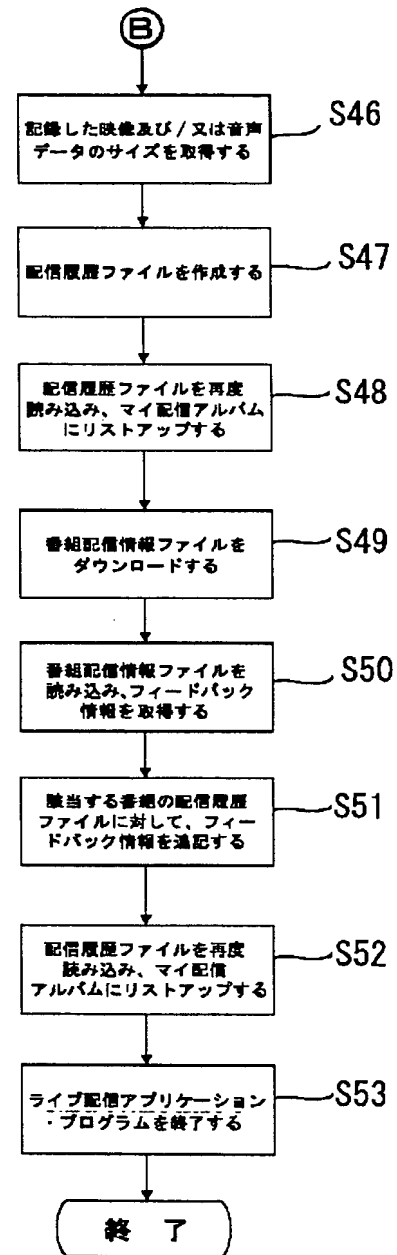 B
記録した映像及び/又は音声
データのサイズを取得する
S46
配信履歴ファイルを作成する
S47
配信履歴ファイルを再度
読み込み、マイ配信アルバム
にリストアップする
S48
番組配信情報ファイルを
ダウンロードする
S49
番組配信情報ファイルを
読み込み、フィードバック
情報を取得する
S50
該当する番組の配信履歴
ファイルに対して、フィー
ドバック情報を追記する
S51
配信履歴ファイルを再度
読み込み、マイ配信
アルバムにリストアップする
S52
ライブ配信アプリケーション
・プログラムを終了する
S53
終 了